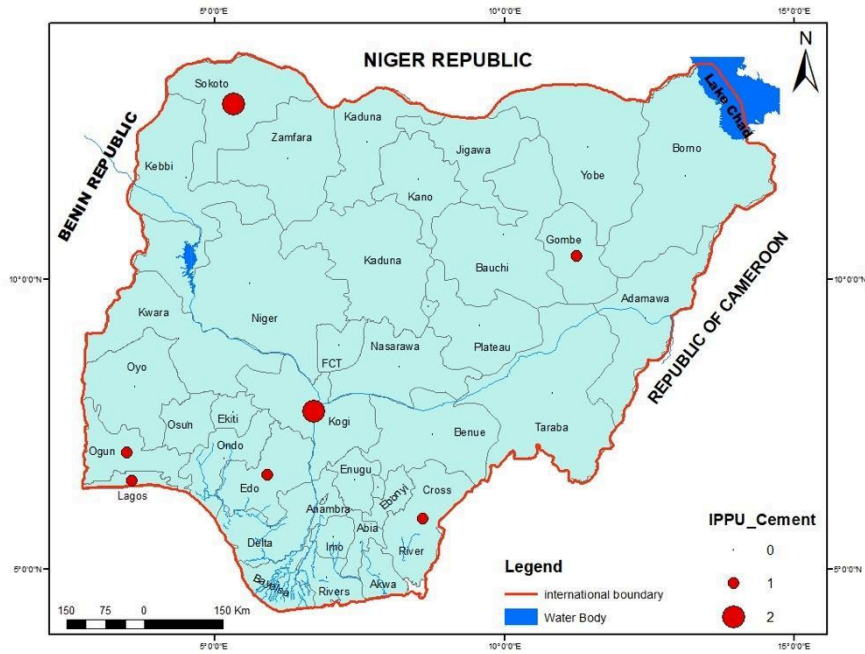 5°0'0"E
10°0'0"E
15°0'0"E
NIGER REPUBLIC
N
Sokoto
Lake Chad
Kaduna
Zamfara
Jigawa
Borno
BENIN REPUBLIC
Kebbi
Yobe
Kano
Gombe
Kaduna
Bauchi
10°0'0"N
10°0'0"N
Adamawa
Kwara
Niger
REPUBLIC OF CAMEROON
Nasarawa
Plateau
FCT
Oyo
Kogi
Ekiti
Osun
Taraba
Benue
Ondo
Ogun
Enugu
Edo
Ebonyi
Cross
Lagos
Anambra
IPPU_Cement
Abia
Delta
Imo
River
0
Legend
5°0'0"N
5°0'0"N
Bayelsa
Akwa
1
Rivers
international boundary
150 75 0 150 Km
Water Body
2
5°0'0"E
10°0'0"E
15°0'0"E